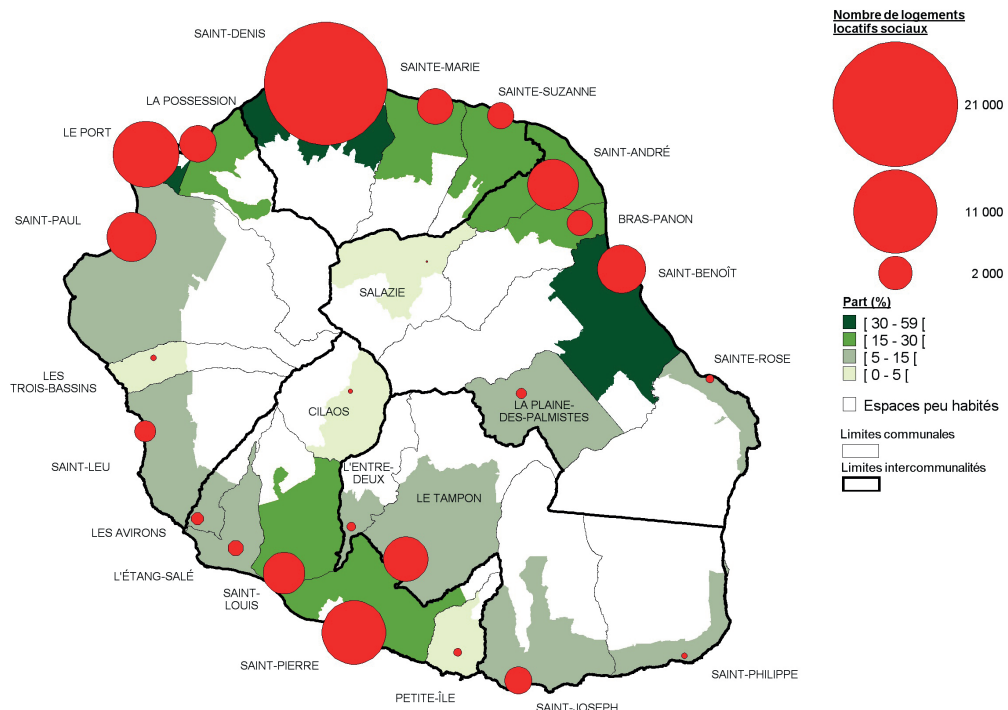 SAINT-DENIS
SAINTE-MARIE
SAINTE-SUZANNE
LA POSSESSION
LE PORT
SAINT-ANDRÉ
SAINT-PAUL
BRAS-PANON
SAINT-BENOÎT
SALAZIE
SAINTE-ROSE
LES
TROIS-BASSINS
CILAOS
LA PLAINE-
DES-PALMISTES
SAINT-LEU
L'ENTRE-
DEUX
LE TAMPON
LES AVIRONS
L'ÉTANG-SALÉ
SAINT-
LOUIS
SAINT-PIERRE
PETITE-ÎLE
SAINT-JOSEPH
SAINT-PHILIPPE
Nombre de logements
locatifs sociaux
21 000
11 000
2 000
Part (%)
[ 30 - 59 [
[ 15 - 30 [
[ 5 - 15 [
[ 0 - 5 [
Espaces peu habités
Limites communales
Limites intercommunalités